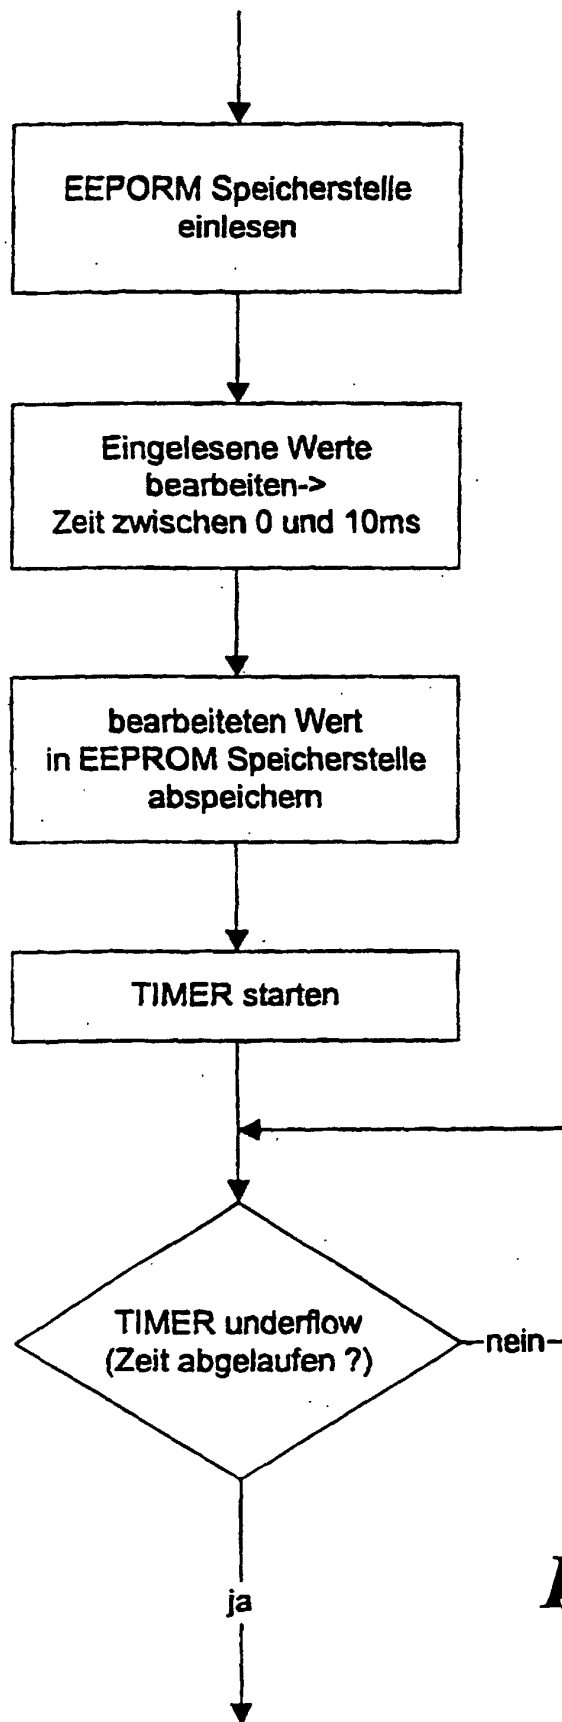 EEPORM Speicherstelle
einlesen
Eingelesene Werte
bearbeiten->
Zeit zwischen 0 und 10ms
bearbeiteten Wert
in EEPROM Speicherstelle
abspeichern
TIMER starten
TIMER underflow
(Zeit abgelaufen ?)
nein
ja